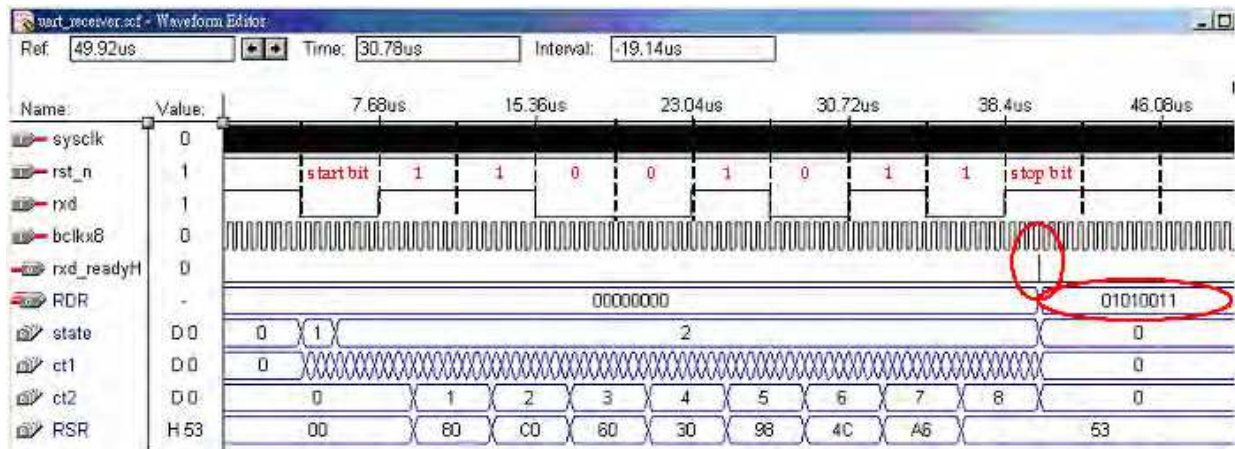 uart_receiver.scf - Waveform Editor
Ref: 49.92us Time: 30.78us Interval: -19.14us
Name: Value: 7.68us 15.36us 23.04us 30.72us 38.4us 46.08us
sysclk 0
rst_n 1 start bit 1 1 0 0 1 0 1 1 stop bit
rxd 1
bclkx8 0
rxd_readyH 0
RDR - 00000000 01010011
state D 0 0 1 2 0
ct1 D 0 0 0
ct2 D 0 0 1 2 3 4 5 6 7 8 0
RSR H 53 00 80 C0 60 30 98 4C A6 53